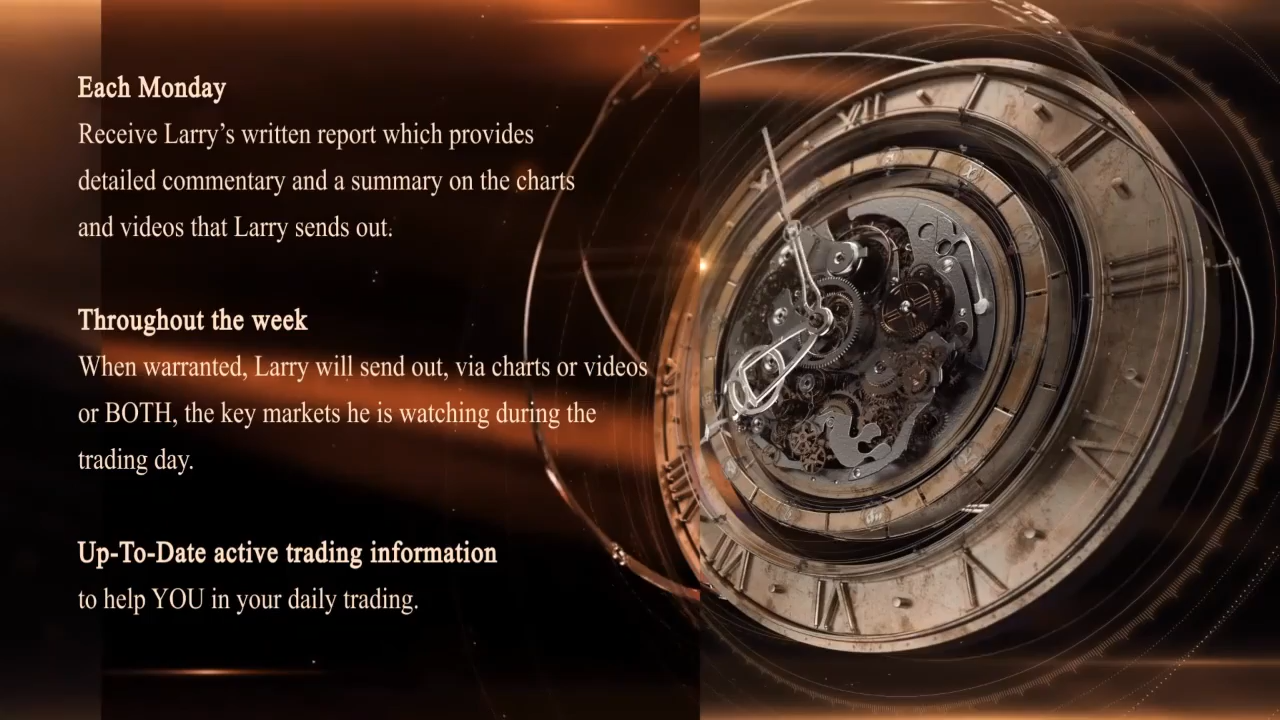 Each Monday
Receive Larry’s written report which provides
detailed commentary and a summary on the charts
and videos that Larry sends out.
Throughout the week
When warranted, Larry will send out, via charts or videos
or BOTH, the key markets he is watching during the
trading day.
Up-To-Date active trading information
to help YOU in your daily trading.